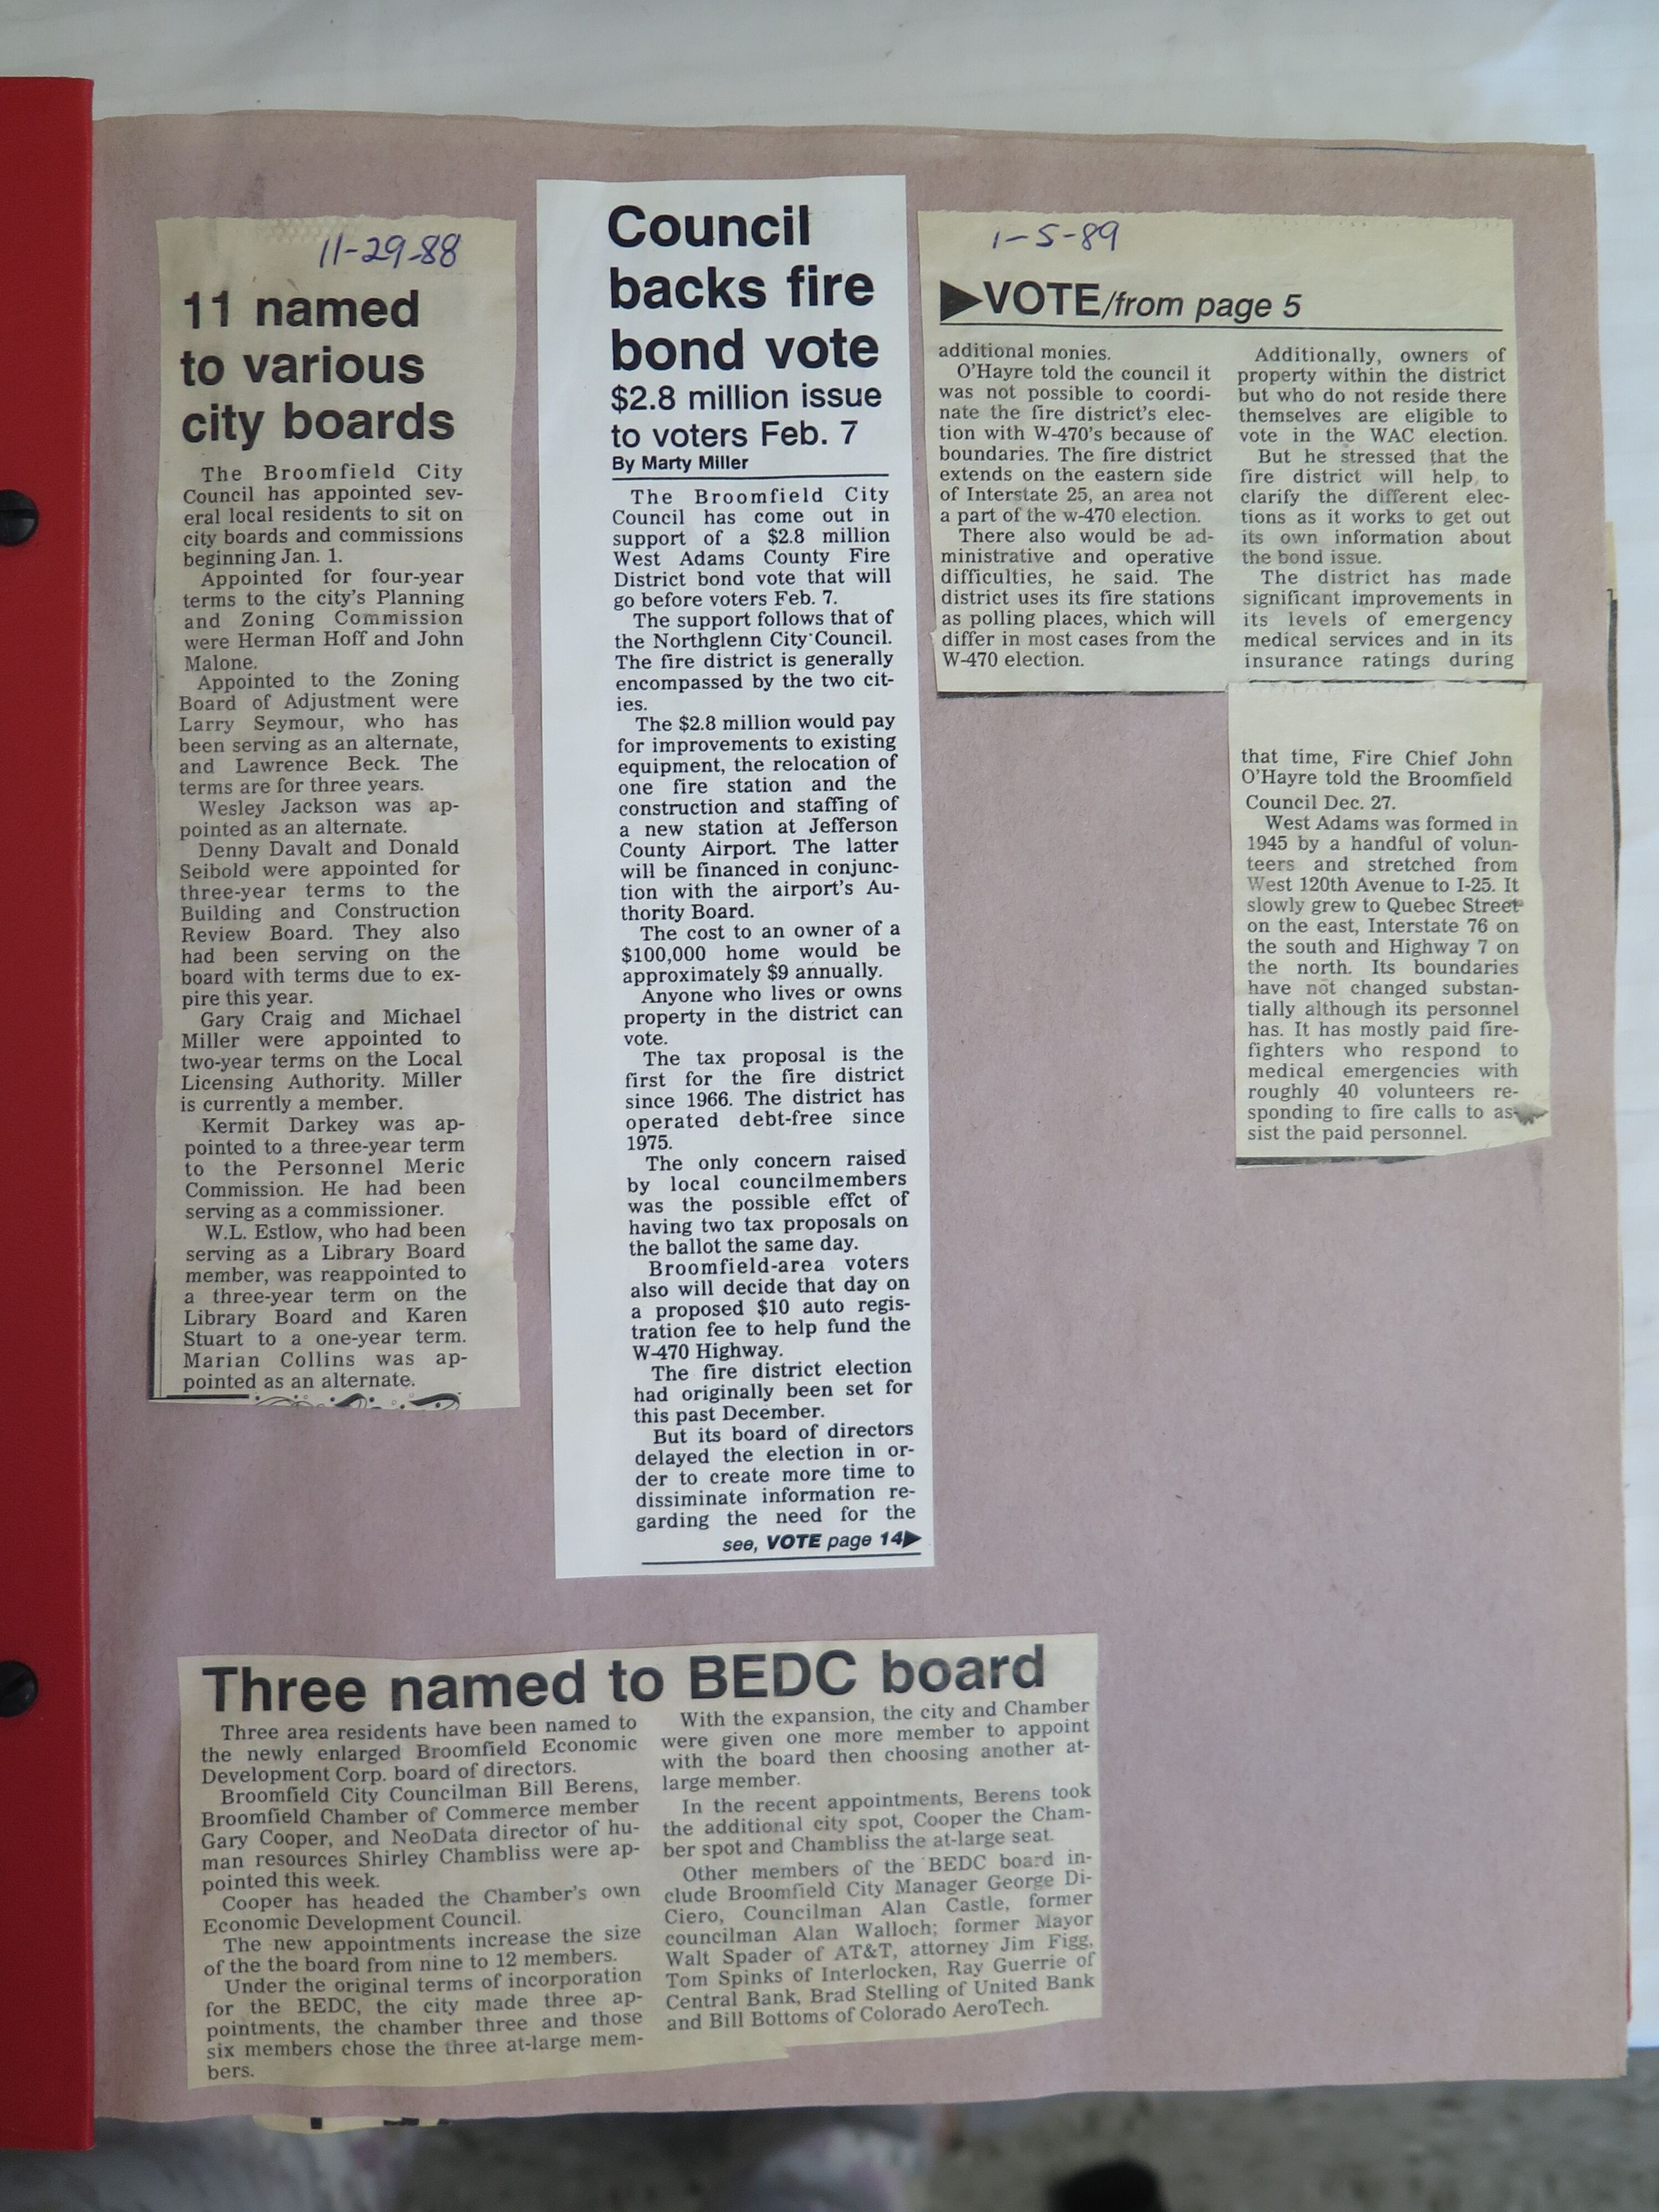 11-29-88
11 named
to various
city boards
The Broomfield City
Council has appointed sev-
eral local residents to sit on
city boards and commissions
beginning Jan. 1.
Appointed for four-year
terms to the city's Planning
and Zoning Commission
were Herman Hoff and John
Malone.
Appointed to the Zoning
Board of Adjustment were
Larry Seymour, who has
been serving as an alternate,
and Lawrence Beck. The
terms are for three years.
Wesley Jackson was ap-
pointed as an alternate.
Denny Davalt and Donald
Seibold were appointed for
three-year terms to the
Building and Construction
Review Board. They also
had been serving on the
board with terms due to ex-
pire this year.
Gary Craig and Michael
Miller were appointed to
two-year terms on the Local
Licensing Authority. Miller
is currently a member.
Kermit Darkey was ap-
pointed to a three-year term
to the Personnel Meric
Commission. He had been
serving as a commissioner.
W.L. Estlow, who had been
serving as a Library Board
member, was reappointed to
a three-year term on the
Library Board and Karen
Stuart to a one-year term.
Marian Collins was ap-
pointed as an alternate.
Council
backs fire
bond vote
$2.8 million issue
to voters Feb. 7
By Marty Miller
The Broomfield City
Council has come out in
support of a $2.8 million
West Adams County Fire
District bond vote that will
go before voters Feb. 7.
The support follows that of
the Northglenn City Council.
The fire district is generally
encompassed by the two cit-
ies.
The $2.8 million would pay
for improvements to existing
equipment, the relocation of
one fire station and the
construction and staffing of
a new station at Jefferson
County Airport. The latter
will be financed in conjunc-
tion with the airport's Au-
thority Board.
The cost to an owner of a
$100,000 home would be
approximately $9 annually.
Anyone who lives or owns
property in the district can
vote.
The tax proposal is the
first for the fire district
since 1966. The district has
operated debt-free since
1975.
The only concern raised
by local councilmembers
was the possible effct of
having two tax proposals on
the ballot the same day.
Broomfield-area voters
also will decide that day on
a proposed $10 auto regis-
tration fee to help fund the
W-470 Highway.
The fire district election
had originally been set for
this past December.
But its board of directors
delayed the election in or-
der to create more time to
dissiminate information re-
garding the need for the
see, VOTE page 14▶
1-5-89
▶VOTE/from page 5
additional monies.
O'Hayre told the council it
was not possible to coordi-
nate the fire district's elec-
tion with W-470's because of
boundaries. The fire district
extends on the eastern side
of Interstate 25, an area not
a part of the w-470 election.
There also would be ad-
ministrative and operative
difficulties, he said. The
district uses its fire stations
as polling places, which will
differ in most cases from the
W-470 election.
Additionally, owners of
property within the district
but who do not reside there
themselves are eligible to
vote in the WAC election.
But he stressed that the
fire district will help to
clarify the different elec-
tions as it works to get out
its own information about
the bond issue.
The district has made
significant improvements in
its levels of emergency
medical services and in its
insurance ratings during
that time, Fire Chief John
O'Hayre told the Broomfield
Council Dec. 27.
West Adams was formed in
1945 by a handful of volun-
teers and stretched from
West 120th Avenue to I-25. It
slowly grew to Quebec Street
on the east, Interstate 76 on
the south and Highway 7 on
the north. Its boundaries
have not changed substan-
tially although its personnel
has. It has mostly paid fire-
fighters who respond to
medical emergencies with
roughly 40 volunteers re-
sponding to fire calls to as-
sist the paid personnel.
Three named to BEDC board
Three area residents have been named to
the newly enlarged Broomfield Economic
Development Corp. board of directors.
Broomfield City Councilman Bill Berens,
Broomfield Chamber of Commerce member
Gary Cooper, and NeoData director of hu-
man resources Shirley Chambliss were ap-
pointed this week.
Cooper has headed the Chamber's own
Economic Development Council.
The new appointments increase the size
of the the board from nine to 12 members.
Under the original terms of incorporation
for the BEDC, the city made three ap-
pointments, the chamber three and those
six members chose the three at-large mem-
bers.
With the expansion, the city and Chamber
were given one more member to appoint
with the board then choosing another at-
large member.
In the recent appointments, Berens took
the additional city spot, Cooper the Cham-
ber spot and Chambliss the at-large seat.
Other members of the BEDC board in-
clude Broomfield City Manager George Di-
Ciero, Councilman Alan Castle, former
councilman Alan Walloch; former Mayor
Walt Spader of AT&T, attorney Jim Figg,
Tom Spinks of Interlocken, Ray Guerrie of
Central Bank, Brad Stelling of United Bank
and Bill Bottoms of Colorado AeroTech.